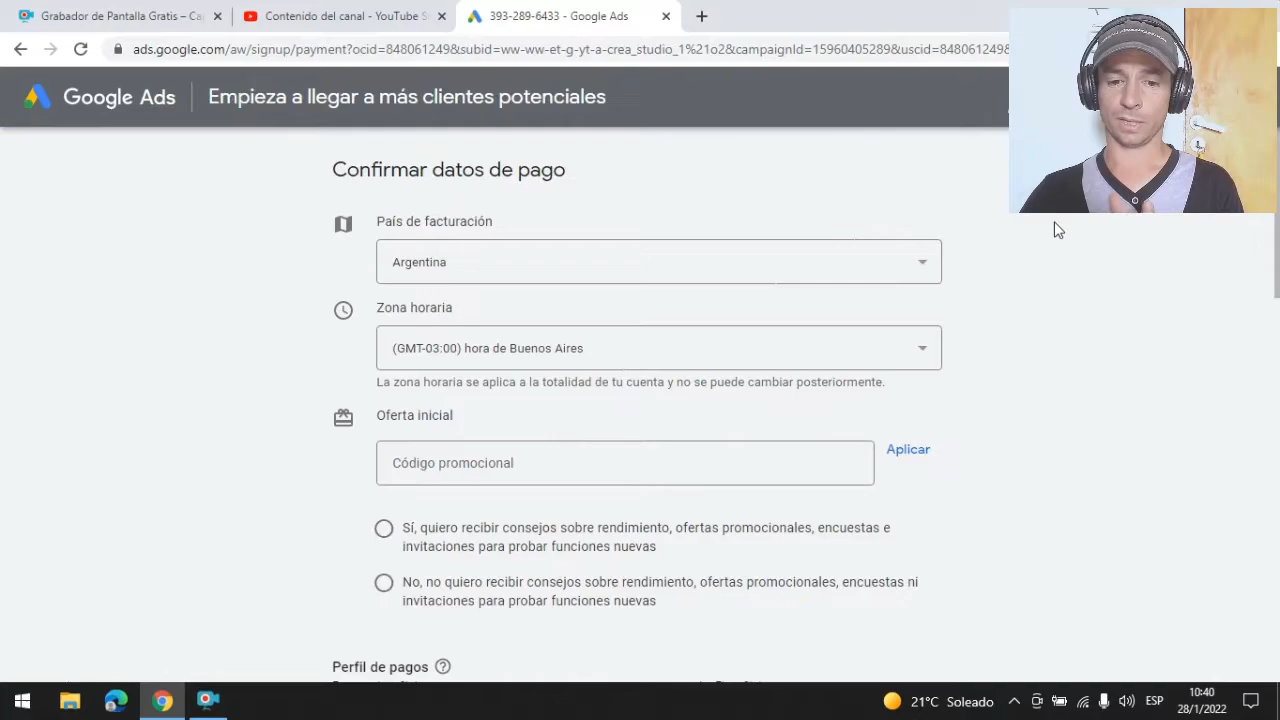 Grabador de Pantalla Gratis – Ca
Contenido del canal - YouTube S
393-289-6433 - Google Ads
ads.google.com/aw/signup/payment?ocid=848061249&subid=ww-ww-et-g-yt-a-crea_studio_1%21o2&campaignId=15960405289&uscid=848061249&
Google Ads
Empieza a llegar a más clientes potenciales
Confirmar datos de pago
País de facturación
Argentina
Zona horaria
(GMT-03:00) hora de Buenos Aires
La zona horaria se aplica a la totalidad de tu cuenta y no se puede cambiar posteriormente.
Oferta inicial
Código promocional
Aplicar
Sí, quiero recibir consejos sobre rendimiento, ofertas promocionales, encuestas e
invitaciones para probar funciones nuevas
No, no quiero recibir consejos sobre rendimiento, ofertas promocionales, encuestas ni
invitaciones para probar funciones nuevas
Perfil de pagos
21°C Soleado
ESP
10:40
28/1/2022